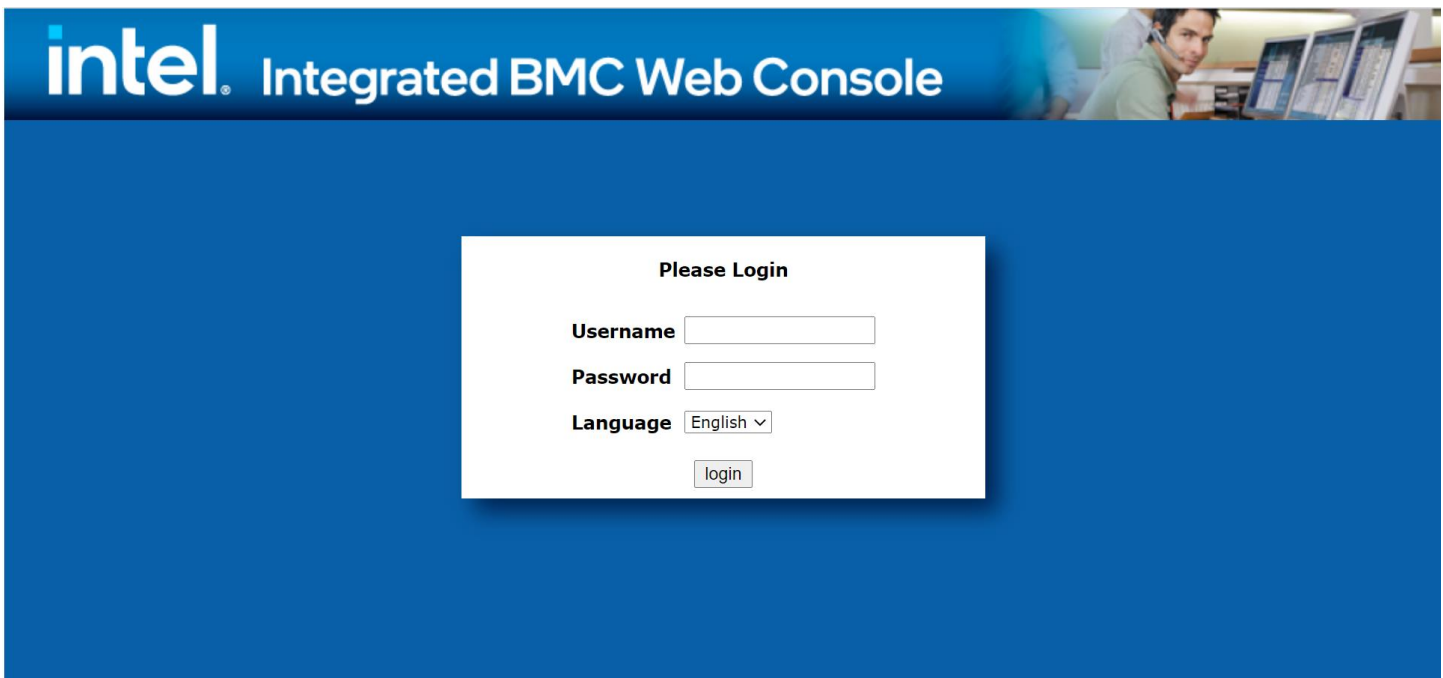 intel. Integrated BMC Web Console
Please Login
Username
Password
Language English
login